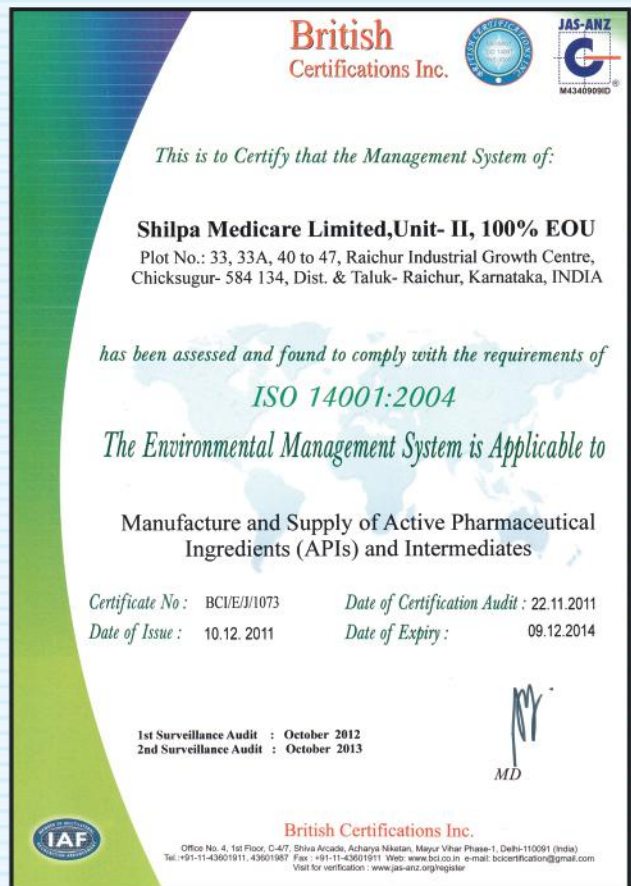 British
Certifications Inc.
JAS-ANZ
M4340909ID
®
This is to Certify that the Management System of:
Shilpa Medicare Limited,Unit- II, 100% EOU
Plot No.: 33, 33A, 40 to 47, Raichur Industrial Growth Centre,
Chicksugur- 584 134, Dist. & Taluk- Raichur, Karnataka, INDIA
has been assessed and found to comply with the requirements of
ISO 14001:2004
The Environmental Management System is Applicable to
Manufacture and Supply of Active Pharmaceutical
Ingredients (APIs) and Intermediates
Certificate No : BCI/E/J/1073 Date of Certification Audit : 22.11.2011
Date of Issue : 10.12. 2011 Date of Expiry : 09.12.2014
1st Surveillance Audit : October 2012
2nd Surveillance Audit : October 2013
MD
IAF
British Certifications Inc.
Office No. 4, 1st Floor, C-4/7, Shiva Arcade, Acharya Niketan, Mayur Vihar Phase-1, Delhi-110091 (India)
Tel.:+91-11-43601911, 43601987 Fax : +91-11-43601911 Web: www.bci.co.in e-mail: bcicertification@gmail.com
Visit for verification : www.jas-anz.org/register